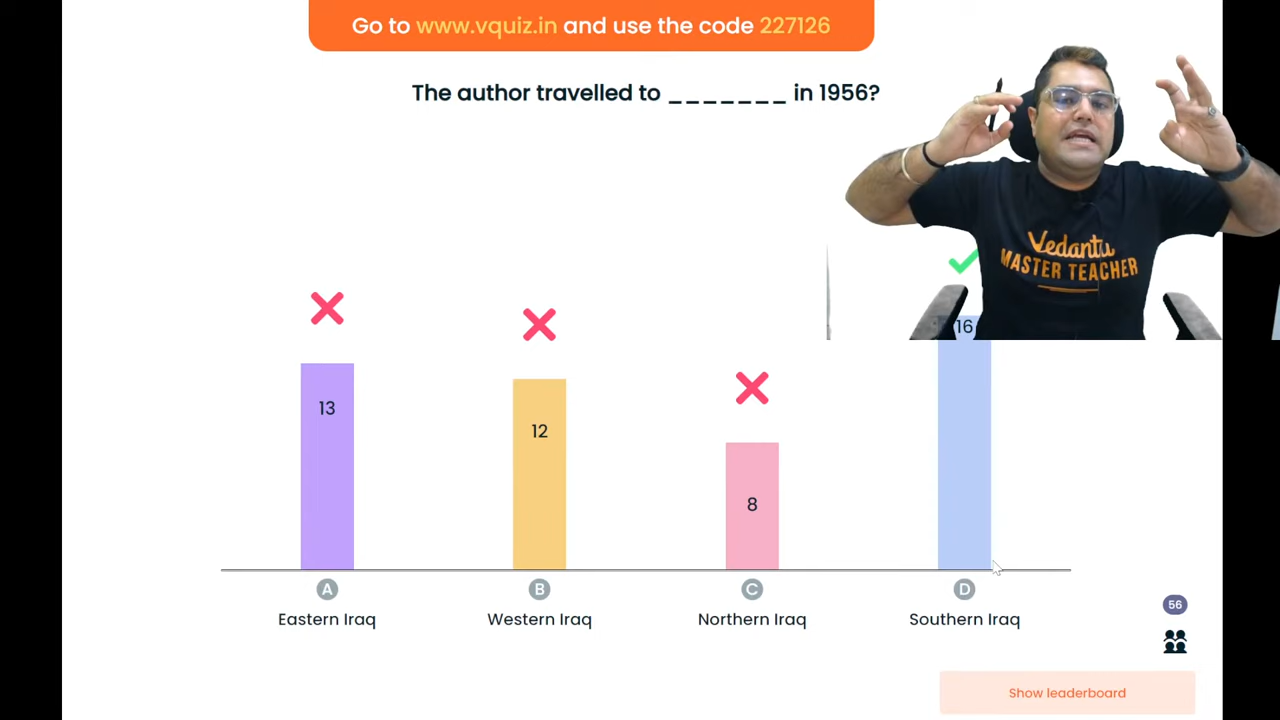 Go to www.vquiz.in and use the code 227126
The author travelled to _______ in 1956?
Vedantu
MASTER TEACHER
16
13
12
8
A
B
C
D
Eastern Iraq
Western Iraq
Northern Iraq
Southern Iraq
56
Show leaderboard